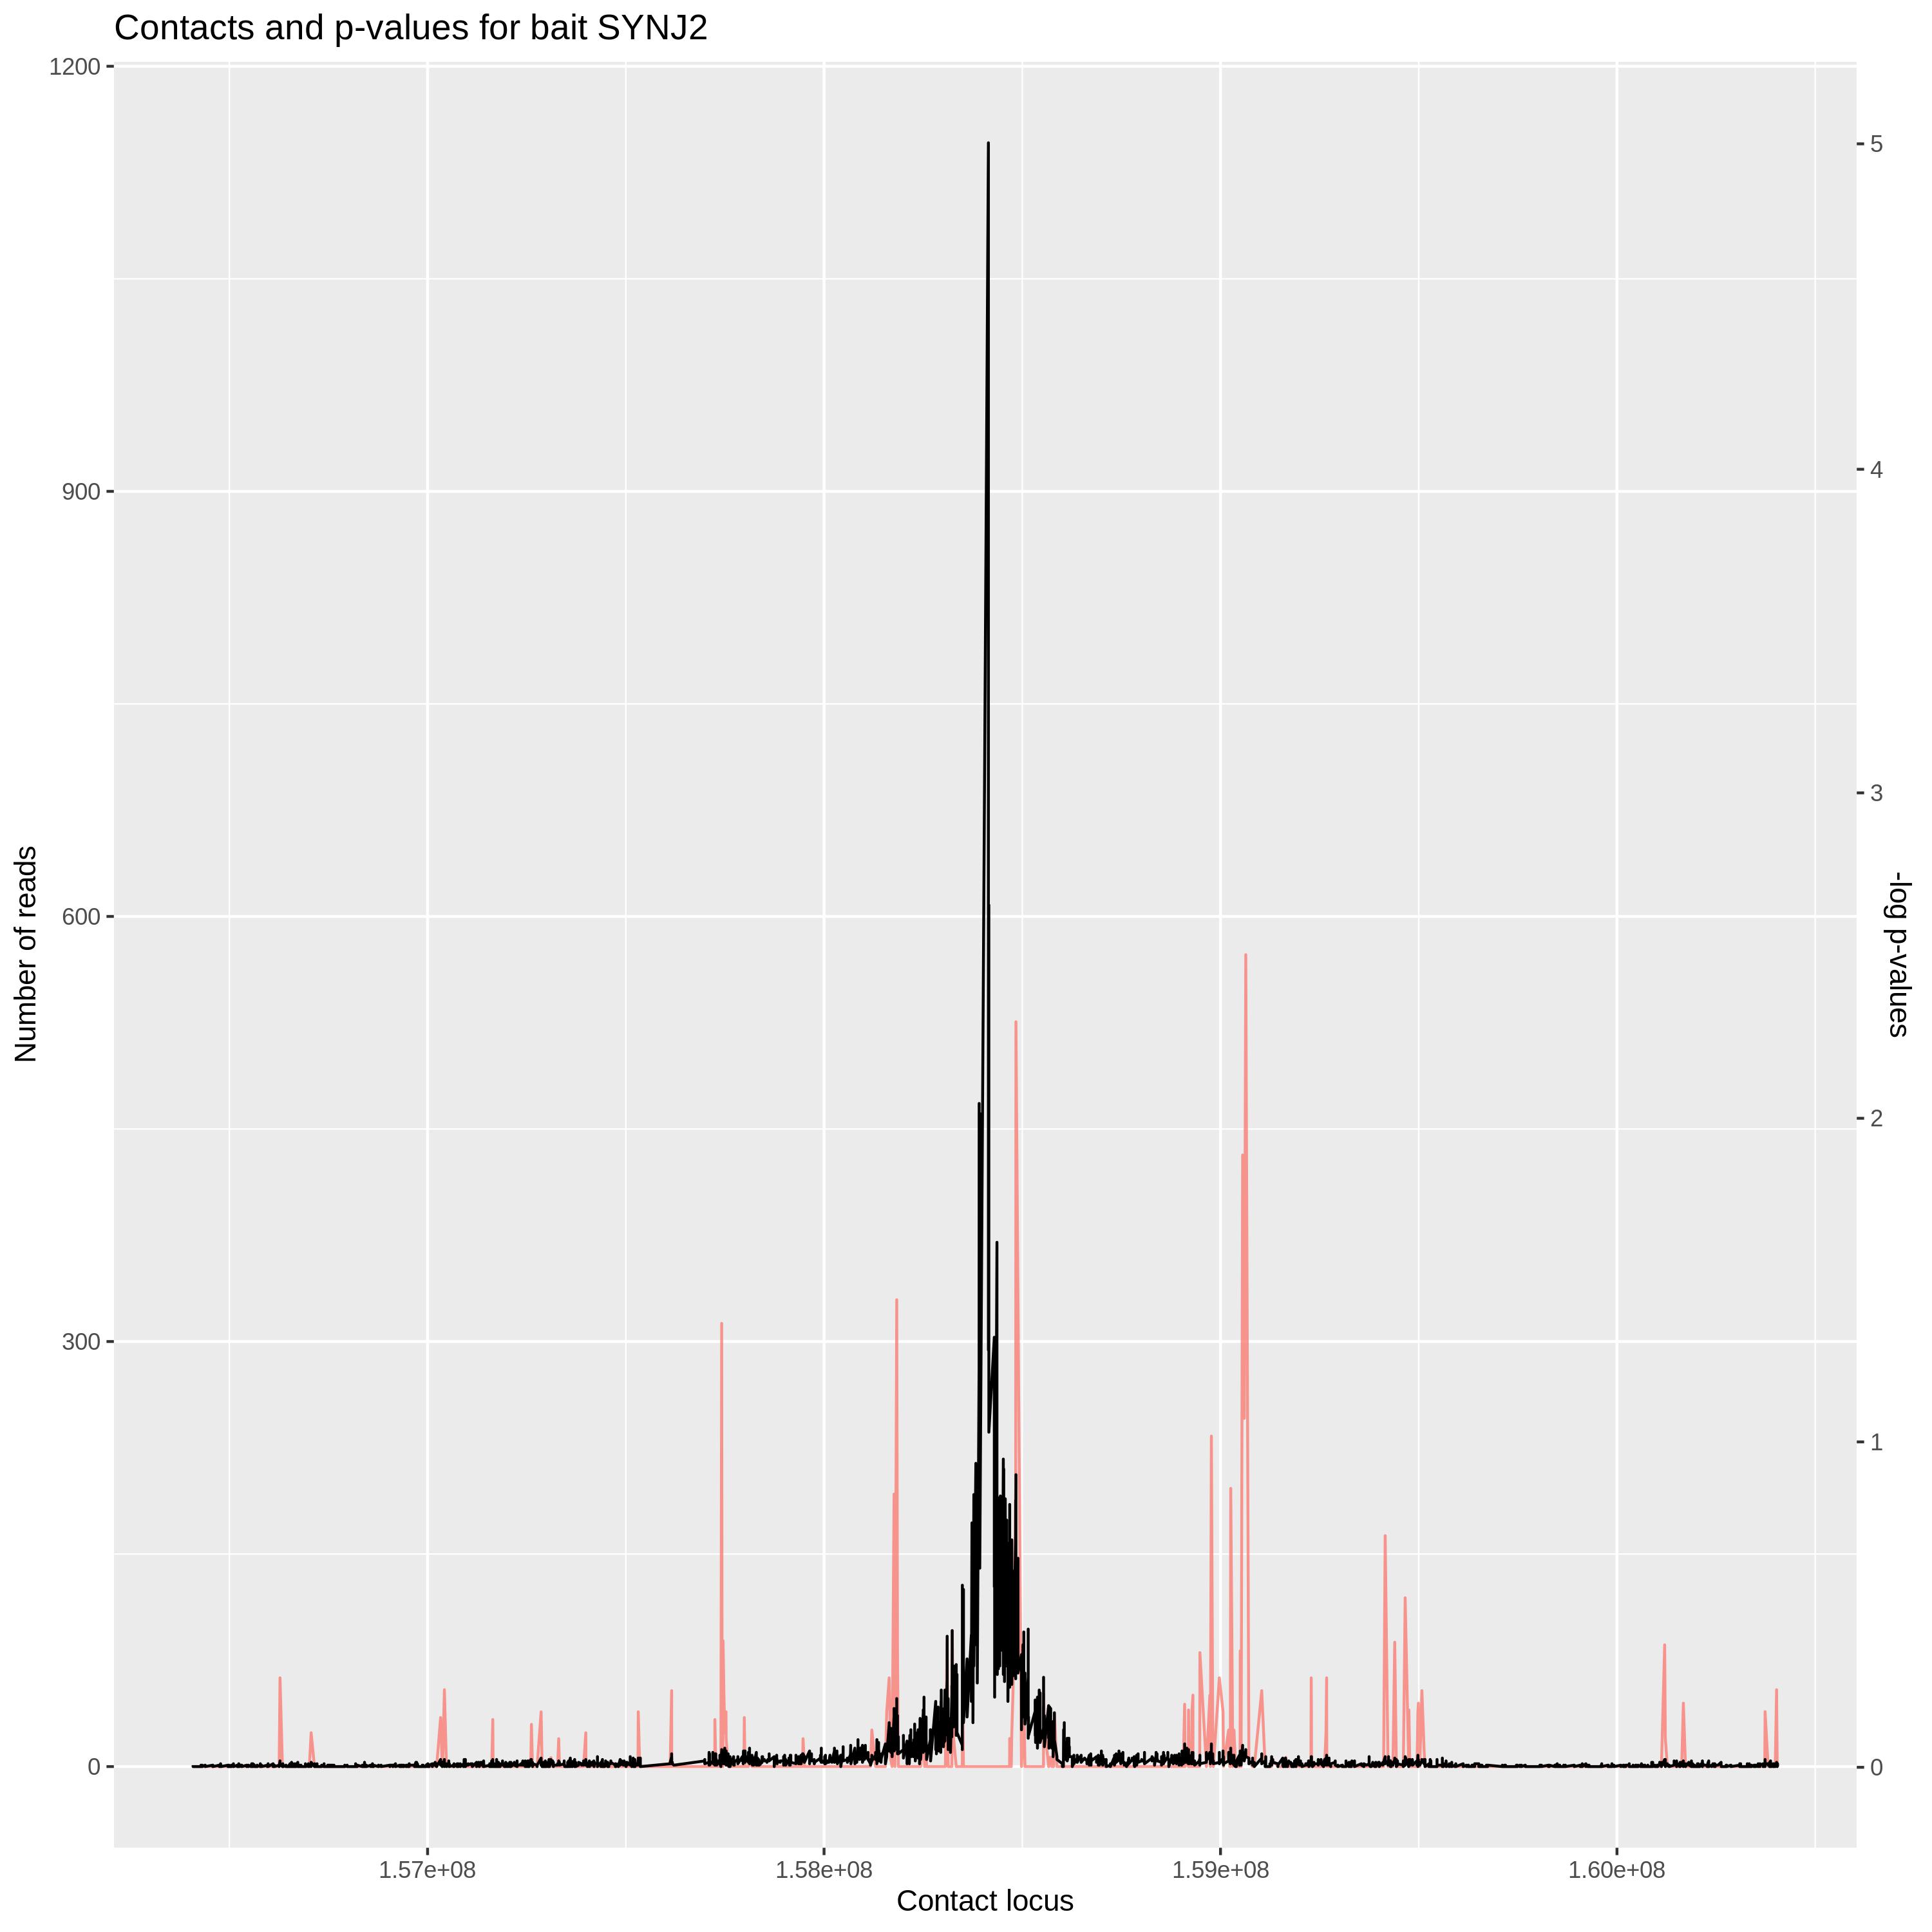 Contacts and p-values for bait SYNJ2
1200
900
600
300
0
Number of reads
5
4
3
2
1
0
-log p-values
1.57e+08
1.58e+08
1.59e+08
1.60e+08
Contact locus